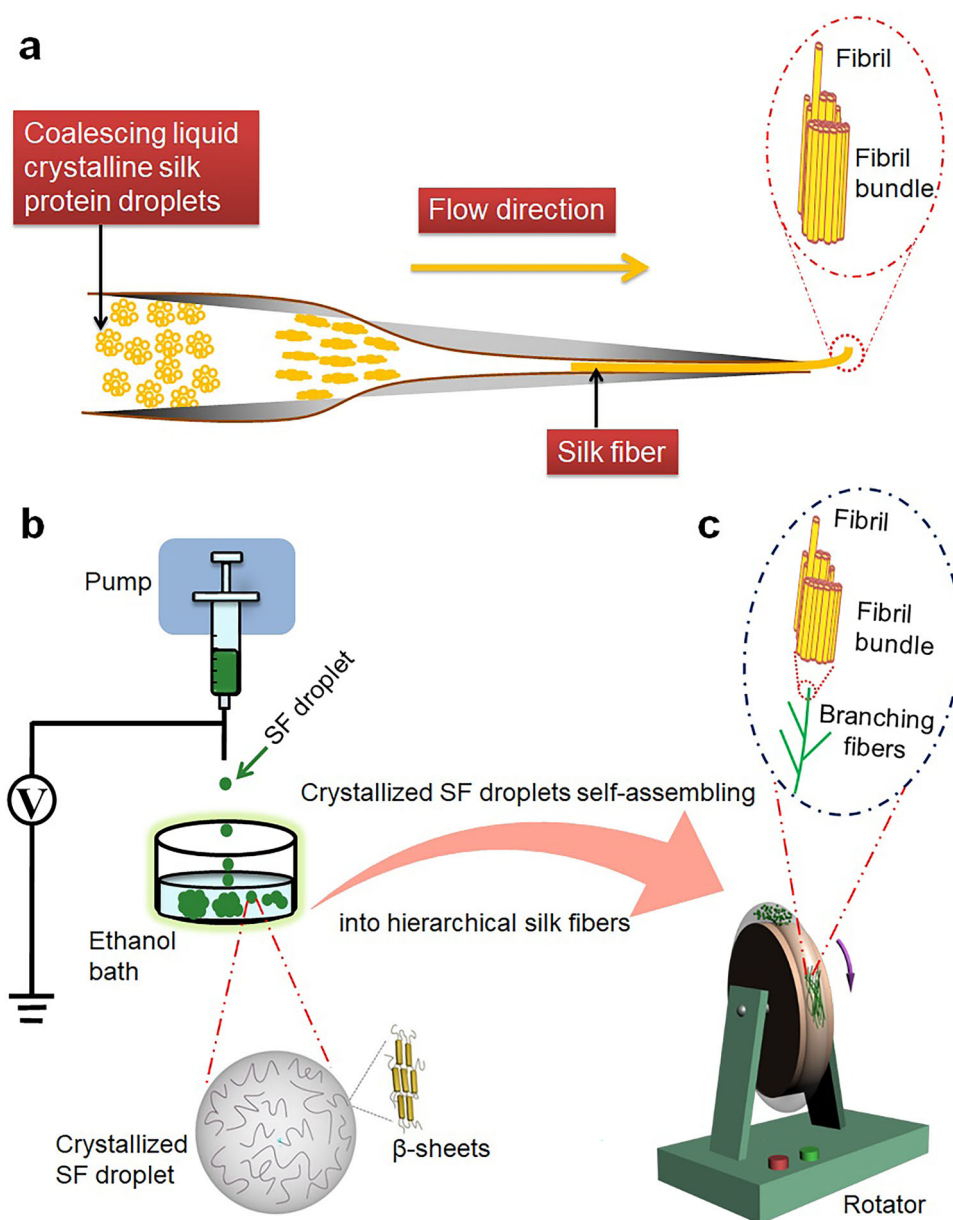 a
Coalescing liquid
crystalline silk
protein droplets
Flow direction
Fibril
Fibril
bundle
Silk fiber
b
Pump
SF droplet
V
Ethanol
bath
Crystallized
SF droplet
β-sheets
Crystallized SF droplets self-assembling
into hierarchical silk fibers
c
Fibril
Fibril
bundle
Branching
fibers
Rotator